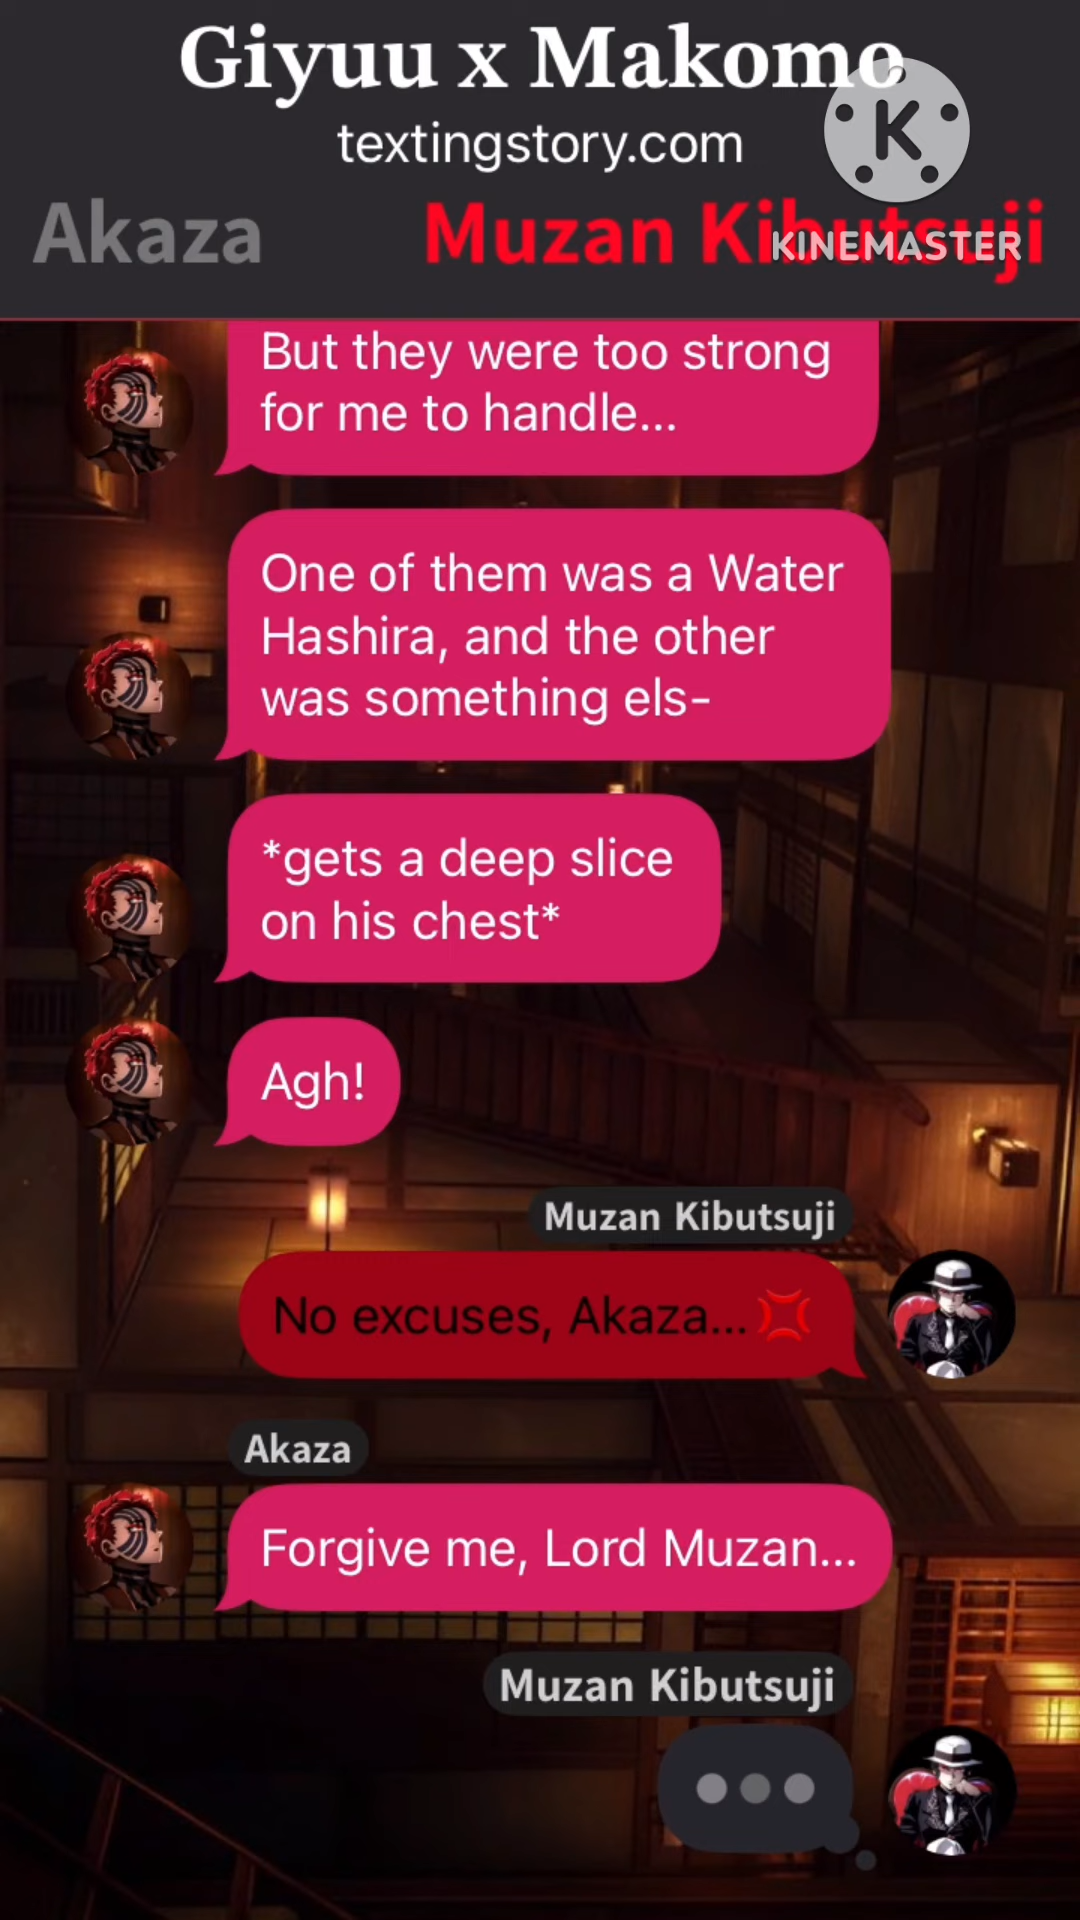 Giyuu x Makomo
textingstory.com
K
Akaza
Muzan Kibutsuji
KINEMASTER
But they were too strong
for me to handle...
One of them was a Water
Hashira, and the other
was something els-
*gets a deep slice
on his chest*
Agh!
Muzan Kibutsuji
No excuses, Akaza...💢
Akaza
Forgive me, Lord Muzan...
Muzan Kibutsuji